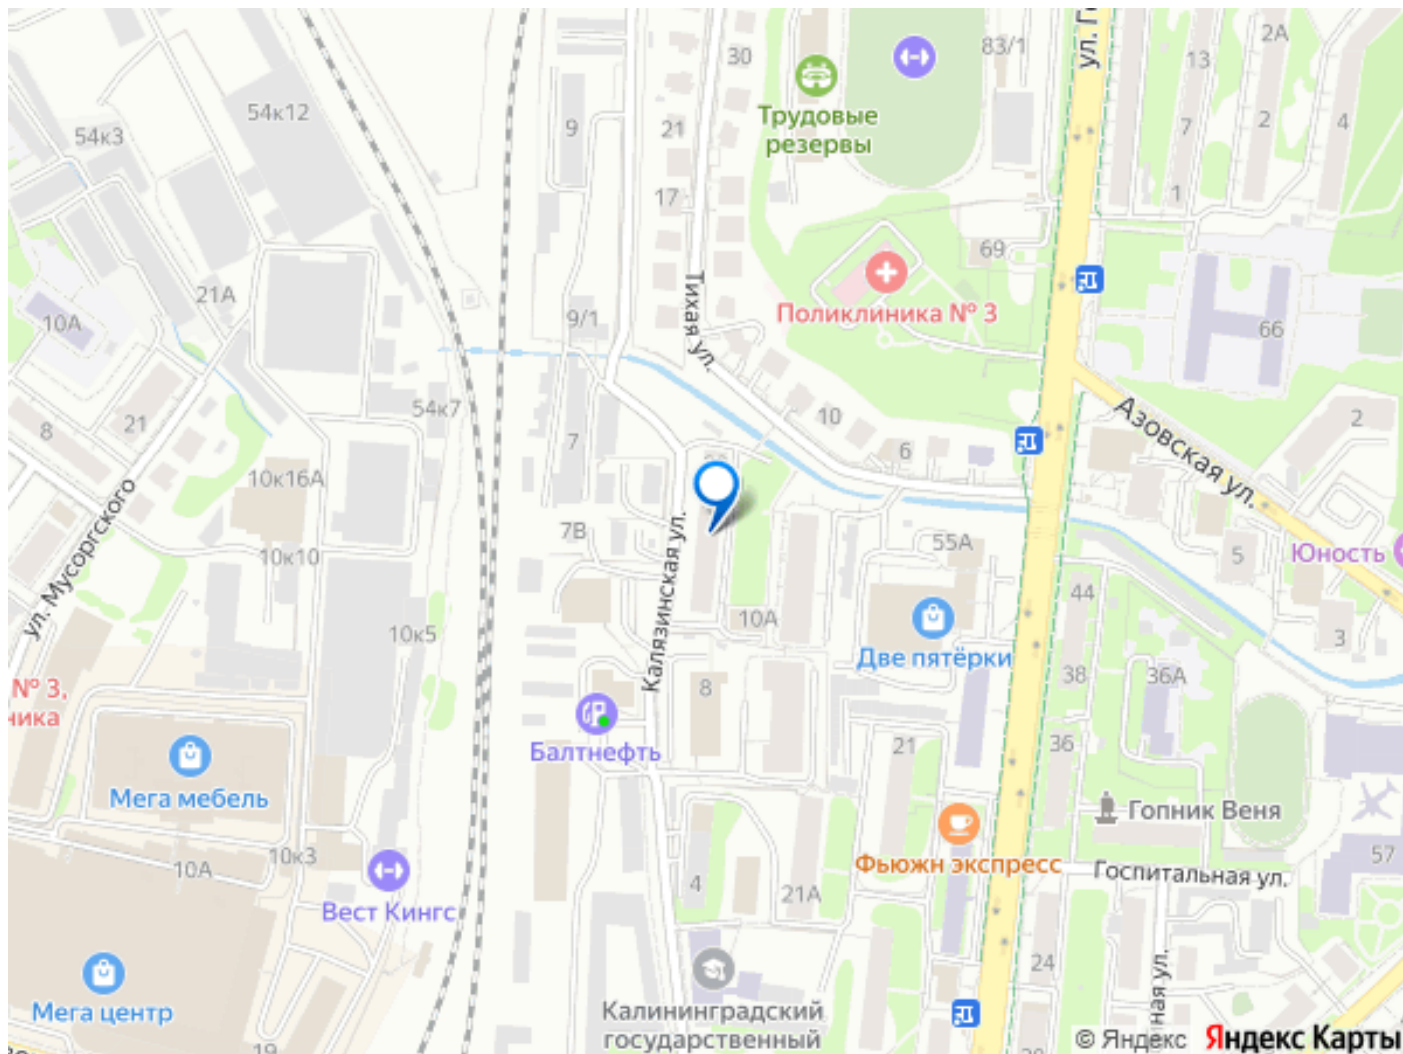 ул. Г
30
83/1
2А
13
54к12
54к3
9
21
Трудовые
резервы
7
2
4
17
1
69
21А
Тихая ул.
Поликлиника № 3
10А
9/1
66
54к7
8
21
7
10
6
Азовская ул.
2
10к16А
ул. Мусоргского
10к10
7В
Калязинская ул.
55А
5
Юность
10к5
10А
44
3
Две пятёрки
38
36А
№ 3,
ника
8
Балтнефть
21
36
Мега мебель
Гопник Веня
10А
10к3
Фьюжн экспресс
Госпитальная ул.
57
4
21А
Вест Кингс
24
ная ул.
Мега центр
Калининградский
государственный
19
© Яндекс Яндекс Карты